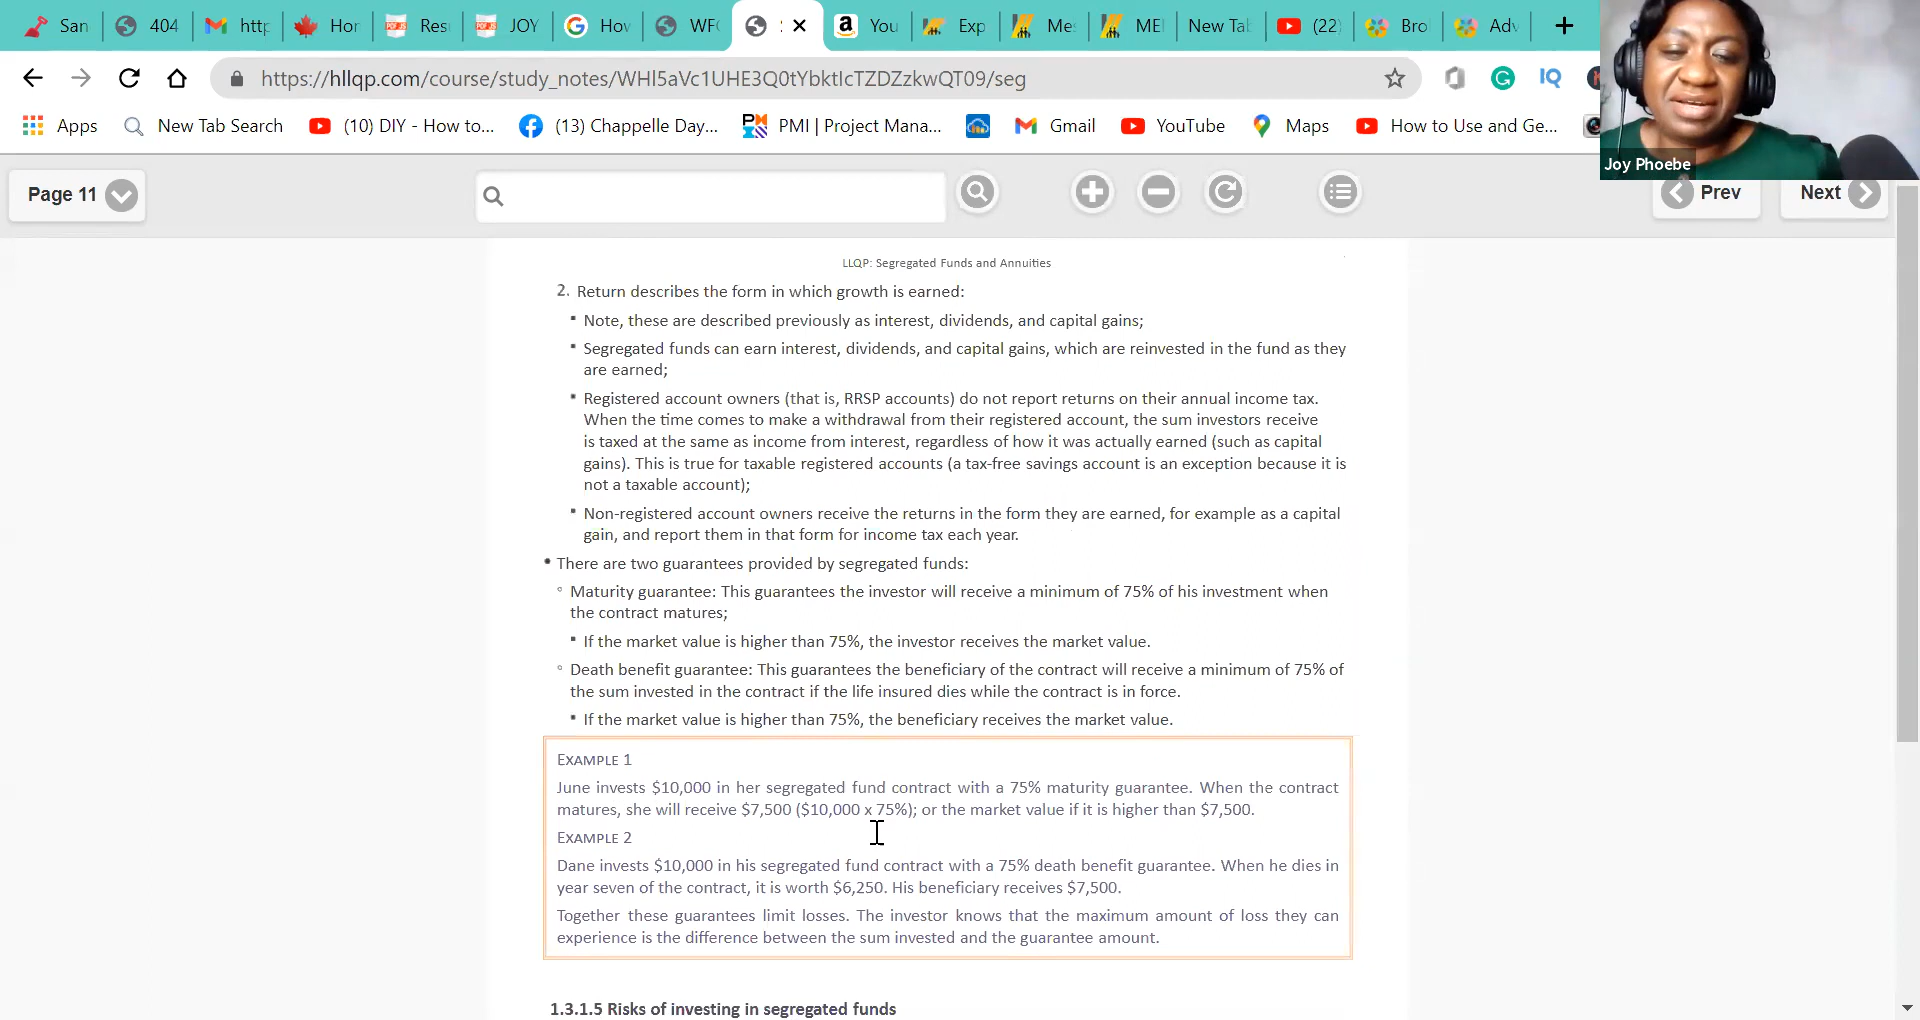 San
404
http
Hor
Res
JOY
Hov
WFC
You
Exp
Me
MEI
New Tab
(22)
Bro
Adv
https://hllqp.com/course/study_notes/WHl5aVc1UHE3Q0tYbktIcTZDZzkwQT09/seg
Apps
New Tab Search
(10) DIY - How to...
(13) Chappelle Day...
PMI | Project Mana...
Gmail
YouTube
Maps
How to Use and Ge...
Joy Phoebe
Page 11
Prev
Next
LLQP: Segregated Funds and Annuities
2. Return describes the form in which growth is earned:
▪ Note, these are described previously as interest, dividends, and capital gains;
▪ Segregated funds can earn interest, dividends, and capital gains, which are reinvested in the fund as they
are earned;
▪ Registered account owners (that is, RRSP accounts) do not report returns on their annual income tax.
When the time comes to make a withdrawal from their registered account, the sum investors receive
is taxed at the same as income from interest, regardless of how it was actually earned (such as capital
gains). This is true for taxable registered accounts (a tax-free savings account is an exception because it is
not a taxable account);
▪ Non-registered account owners receive the returns in the form they are earned, for example as a capital
gain, and report them in that form for income tax each year.
• There are two guarantees provided by segregated funds:
◦ Maturity guarantee: This guarantees the investor will receive a minimum of 75% of his investment when
the contract matures;
▪ If the market value is higher than 75%, the investor receives the market value.
◦ Death benefit guarantee: This guarantees the beneficiary of the contract will receive a minimum of 75% of
the sum invested in the contract if the life insured dies while the contract is in force.
▪ If the market value is higher than 75%, the beneficiary receives the market value.
EXAMPLE 1
June invests $10,000 in her segregated fund contract with a 75% maturity guarantee. When the contract
matures, she will receive $7,500 ($10,000 x 75%); or the market value if it is higher than $7,500.
EXAMPLE 2
Dane invests $10,000 in his segregated fund contract with a 75% death benefit guarantee. When he dies in
year seven of the contract, it is worth $6,250. His beneficiary receives $7,500.
Together these guarantees limit losses. The investor knows that the maximum amount of loss they can
experience is the difference between the sum invested and the guarantee amount.
1.3.1.5 Risks of investing in segregated funds